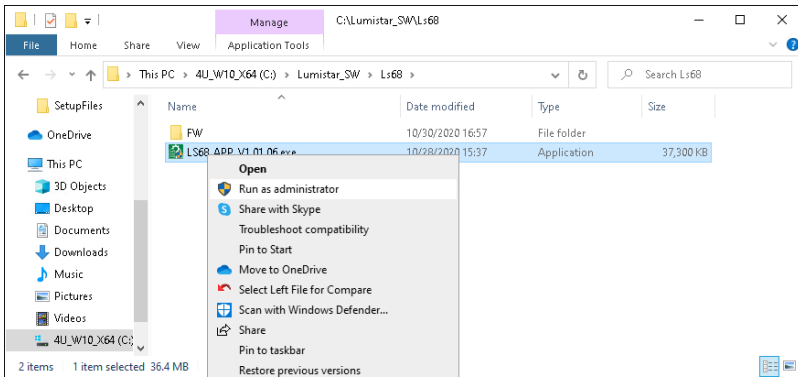 Manage
C:\Lumistar_SW\Ls68
File Home Share View Application Tools
This PC > 4U_W10_X64 (C:) > Lumistar_SW > Ls68 >
Search Ls68
SetupFiles
OneDrive
This PC
3D Objects
Desktop
Documents
Downloads
Music
Pictures
Videos
4U_W10_X64 (C:)
Name Date modified Type Size
FW 10/30/2020 16:57 File folder
LS68_APP_V1.01.06.exe 10/28/2020 15:37 Application 37,300 KB
Open
Run as administrator
Share with Skype
Troubleshoot compatibility
Pin to Start
Move to OneDrive
Select Left File for Compare
Scan with Windows Defender...
Share
Pin to taskbar
Restore previous versions
2 items 1 item selected 36.4 MB